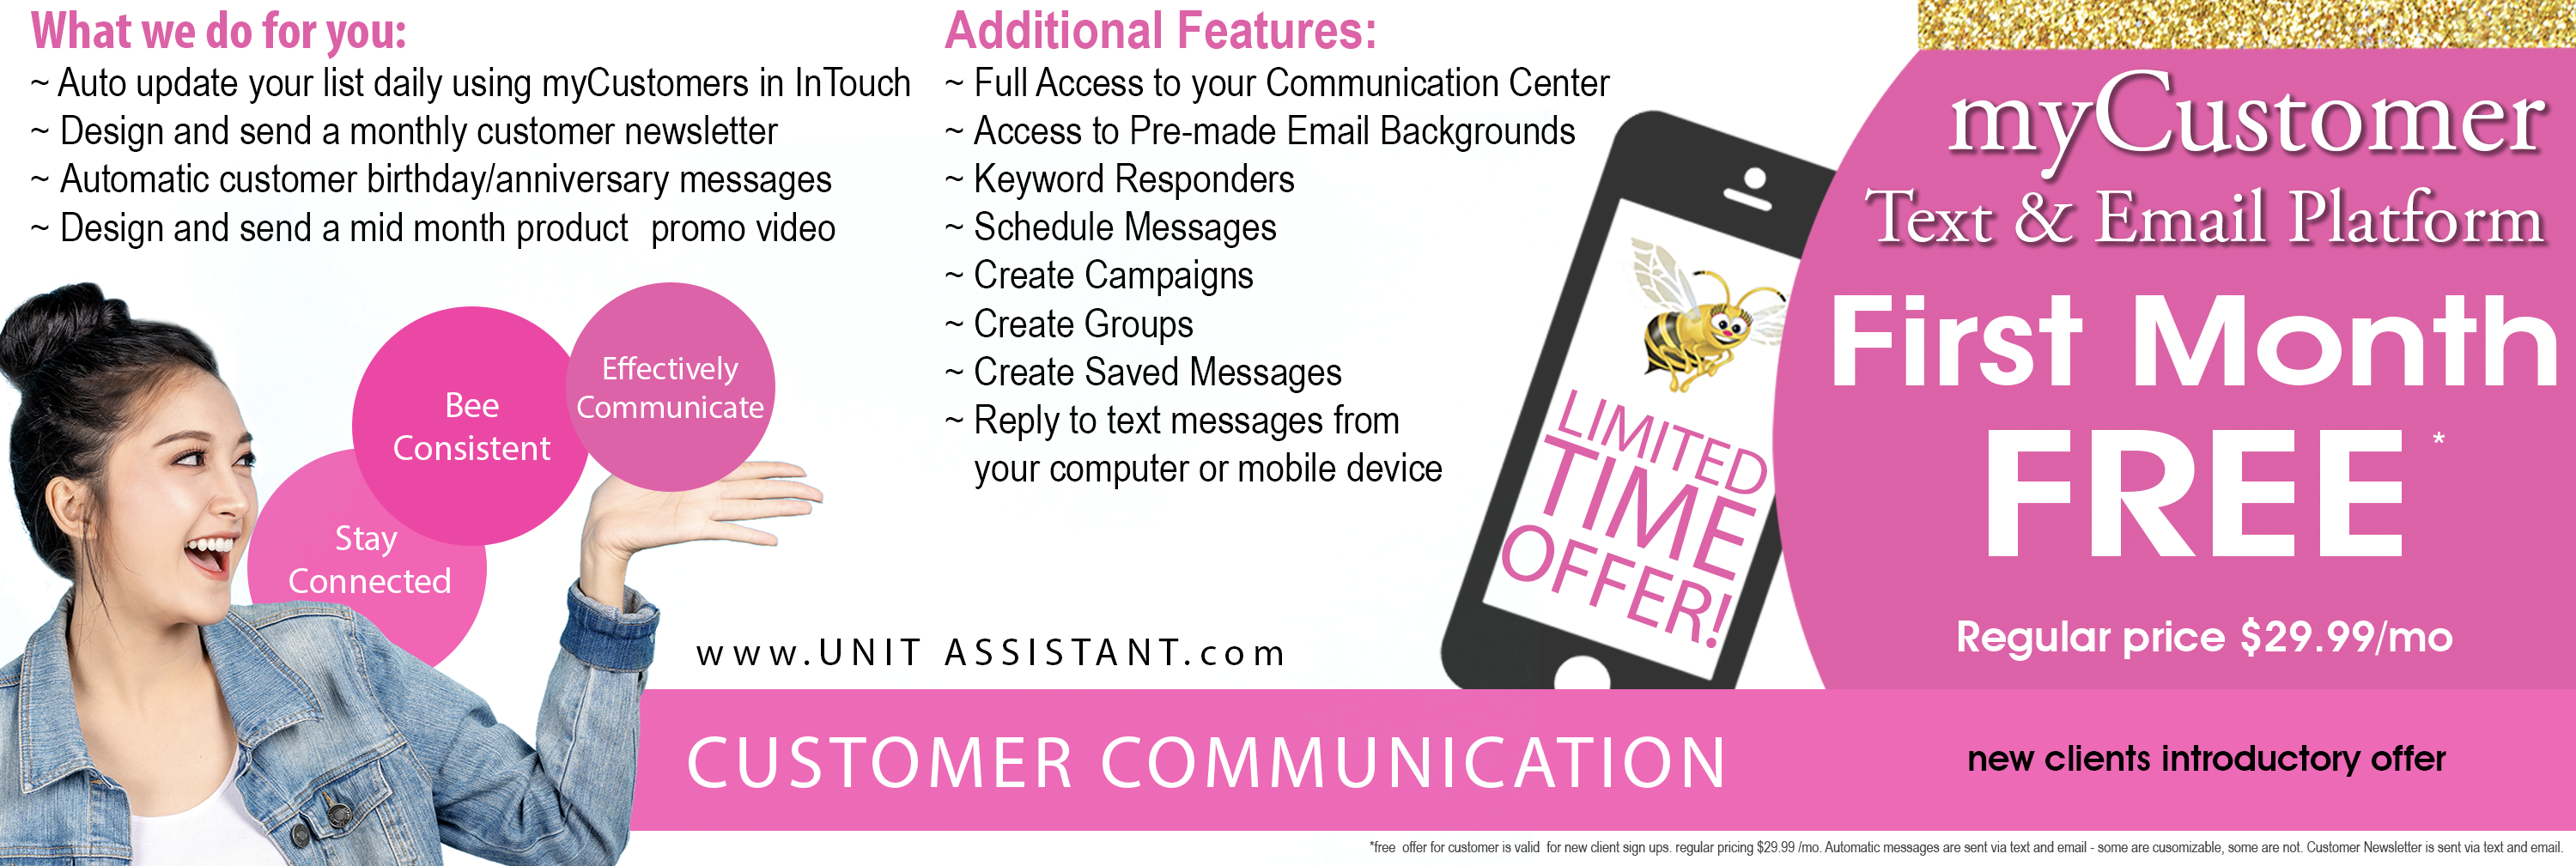 What we do for you:
~ Auto update your list daily using myCustomers in InTouch
~ Design and send a monthly customer newsletter
~ Automatic customer birthday/anniversary messages
~ Design and send a mid month product promo video
Effectively
Communicate
Bee
Consistent
Stay
Connected
Additional Features:
~ Full Access to your Communication Center
~ Access to Pre-made Email Backgrounds
~ Keyword Responders
~ Schedule Messages
~ Create Campaigns
~ Create Groups
~ Create Saved Messages
~ Reply to text messages from
your computer or mobile device
LIMITED
TIME
OFFER!
myCustomer
Text & Email Platform
First Month
FREE *
Regular price $29.99/mo
www.UNIT ASSISTANT.com
CUSTOMER COMMUNICATION
new clients introductory offer
*free offer for customer is valid for new client sign ups. regular pricing $29.99 /mo. Automatic messages are sent via text and email - some are cusomizable, some are not. Customer Newsletter is sent via text and email.